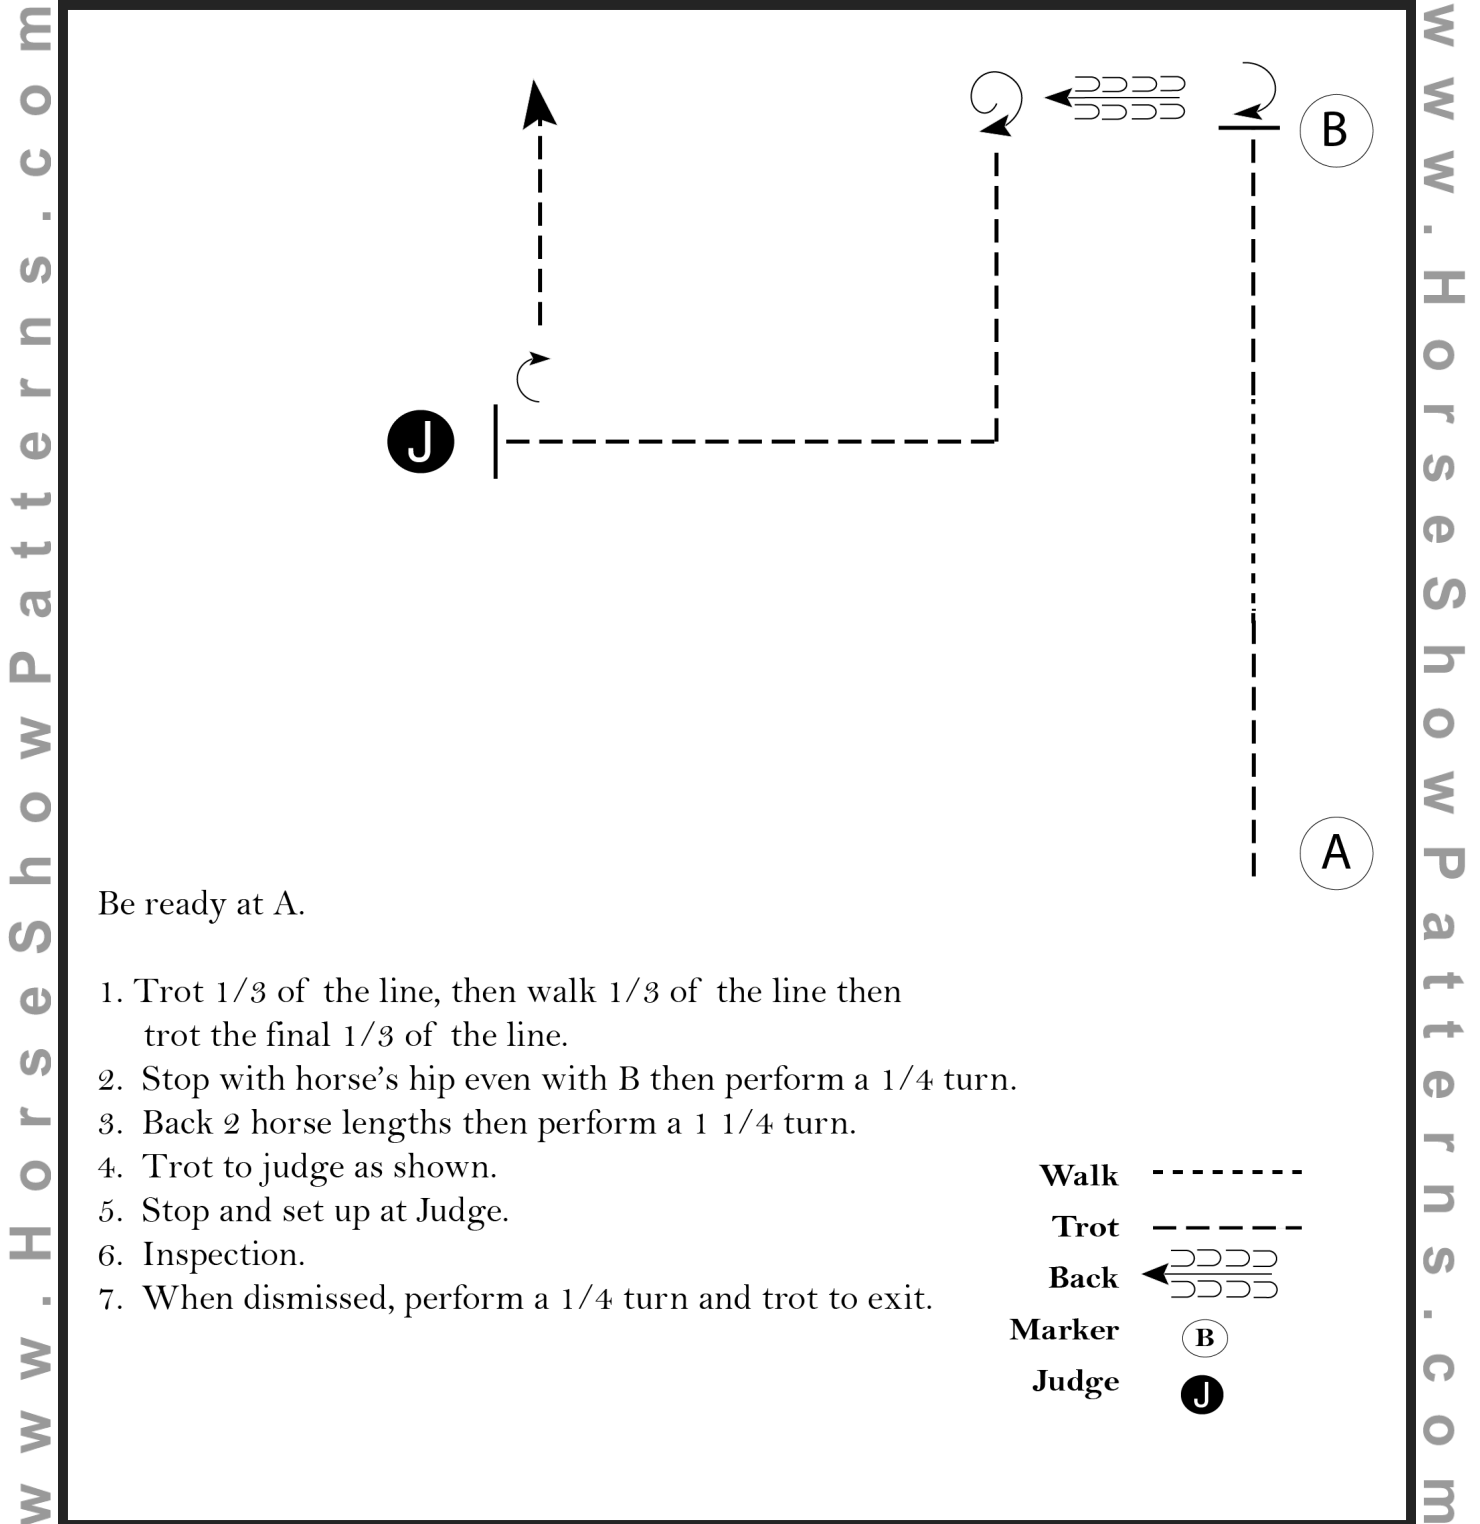 www.HorseShowPatterns.com
B
J
A
Be ready at A.
1. Trot 1/3 of the line, then walk 1/3 of the line then
trot the final 1/3 of the line.
2. Stop with horse's hip even with B then perform a 1/4 turn.
3. Back 2 horse lengths then perform a 1 1/4 turn.
4. Trot to judge as shown.
5. Stop and set up at Judge.
6. Inspection.
7. When dismissed, perform a 1/4 turn and trot to exit.
Walk
Trot
Back
Marker B
Judge J
www.HorseShowPatterns.com